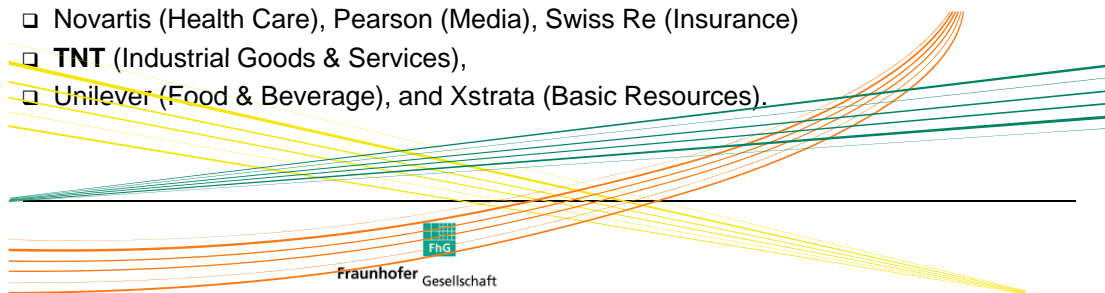 ❑ Novartis (Health Care), Pearson (Media), Swiss Re (Insurance)
❑ TNT (Industrial Goods & Services),
❑ Unilever (Food & Beverage), and Xstrata (Basic Resources).
FhG
Fraunhofer Gesellschaft